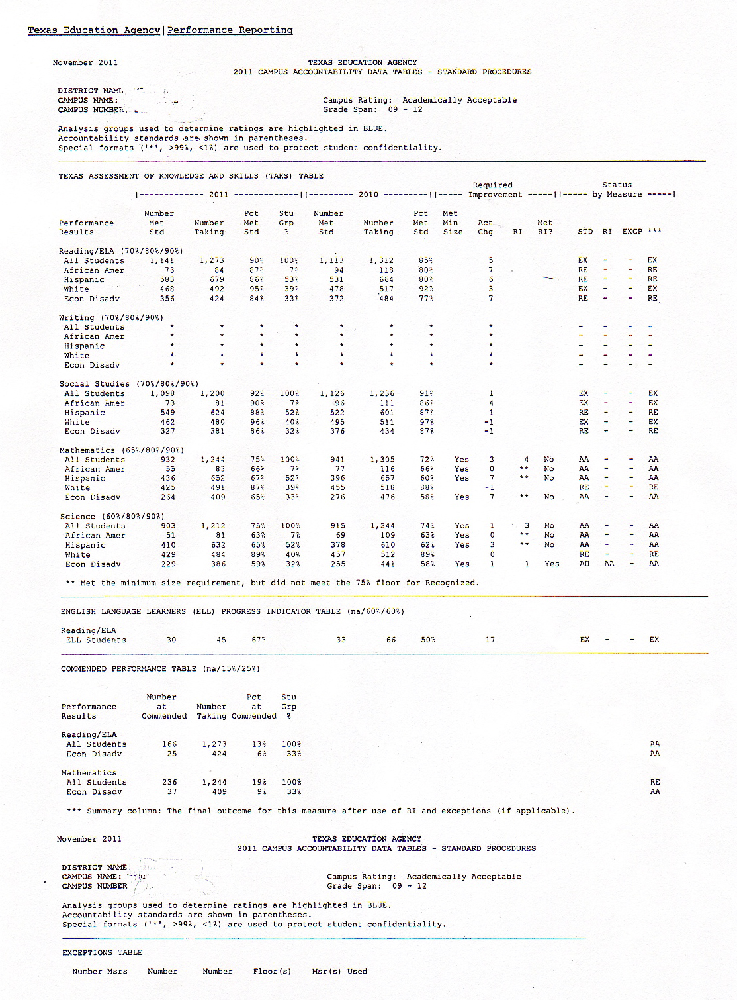 Texas Education Agency | Performance Reporting
November 2011 TEXAS EDUCATION AGENCY
2011 CAMPUS ACCOUNTABILITY DATA TABLES - STANDARD PROCEDURES
DISTRICT NAME
CAMPUS NAME: Campus Rating: Academically Acceptable
CAMPUS NUMBER Grade Span: 09 - 12
Analysis groups used to determine ratings are highlighted in BLUE.
Accountability standards are shown in parentheses.
Special formats ('*', >99%, <1%) are used to protect student confidentiality.
TEXAS ASSESSMENT OF KNOWLEDGE AND SKILLS (TAKS) TABLE
Required Status
|------------- 2011 -------------||--------- 2010 ---------||----- Improvement -----||----- by Measure -----|
Number Pct Stu Number Pct Met
Performance Met Number Met Grp Met Number Met Min Act Met
Results Std Taking Std % Std Taking Std Size Chg RI RI? STD RI EXCP ***
Reading/ELA (70%/80%/90%)
All Students 1,141 1,273 90% 100% 1,113 1,312 85% 5 EX - - EX
African Amer 73 84 87% 7% 94 118 80% 7 RE - - RE
Hispanic 583 679 86% 53% 531 664 80% 6 RE - - RE
White 468 492 95% 39% 478 517 92% 3 EX - - EX
Econ Disadv 356 424 84% 33% 372 484 77% 7 RE - - RE
Writing (70%/80%/90%)
All Students * * * * * * * * - - - -
African Amer * * * * * * * * - - - -
Hispanic * * * * * * * * - - - -
White * * * * * * * * - - - -
Econ Disadv * * * * * * * * - - - -
Social Studies (70%/80%/90%)
All Students 1,098 1,200 92% 100% 1,126 1,236 91% 1 EX - - EX
African Amer 73 81 90% 7% 96 111 86% 4 EX - - EX
Hispanic 549 624 88% 52% 522 601 87% 1 RE - - RE
White 462 480 96% 40% 495 511 97% -1 EX - - EX
Econ Disadv 327 381 86% 32% 376 434 87% -1 RE - - RE
Mathematics (65%/80%/90%)
All Students 932 1,244 75% 100% 941 1,305 72% Yes 3 4 No AA - - AA
African Amer 55 83 66% 7% 77 116 66% Yes 0 ** No AA - - AA
Hispanic 436 652 67% 52% 396 657 60% Yes 7 ** No AA - - AA
White 425 491 87% 39% 455 518 88% -1 RE - - RE
Econ Disadv 264 409 65% 33% 276 476 58% Yes 7 ** No AA - - AA
Science (60%/80%/90%)
All Students 903 1,212 75% 100% 915 1,244 74% Yes 1 3 No AA - - AA
African Amer 51 81 63% 7% 69 109 63% Yes 0 ** No AA - - AA
Hispanic 410 632 65% 52% 378 610 62% Yes 3 ** No AA - - AA
White 429 484 89% 40% 457 512 89% 0 RE - - RE
Econ Disadv 229 386 59% 32% 255 441 58% Yes 1 1 Yes AU AA - AA
** Met the minimum size requirement, but did not meet the 75% floor for Recognized.
ENGLISH LANGUAGE LEARNERS (ELL) PROGRESS INDICATOR TABLE (na/60%/60%)
Reading/ELA
ELL Students 30 45 67% 33 66 50% 17 EX - - EX
COMMENDED PERFORMANCE TABLE (na/15%/25%)
Number Pct Stu
Performance at Number at Grp
Results Commended Taking Commended %
Reading/ELA
All Students 166 1,273 13% 100% AA
Econ Disadv 25 424 6% 33% AA
Mathematics
All Students 236 1,244 19% 100% RE
Econ Disadv 37 409 9% 33% AA
*** Summary column: The final outcome for this measure after use of RI and exceptions (if applicable).
November 2011 TEXAS EDUCATION AGENCY
2011 CAMPUS ACCOUNTABILITY DATA TABLES - STANDARD PROCEDURES
DISTRICT NAME
CAMPUS NAME: Campus Rating: Academically Acceptable
CAMPUS NUMBER Grade Span: 09 - 12
Analysis groups used to determine ratings are highlighted in BLUE.
Accountability standards are shown in parentheses.
Special formats ('*', >99%, <1%) are used to protect student confidentiality.
EXCEPTIONS TABLE
Number Msrs Number Number Floor(s) Msr(s) Used